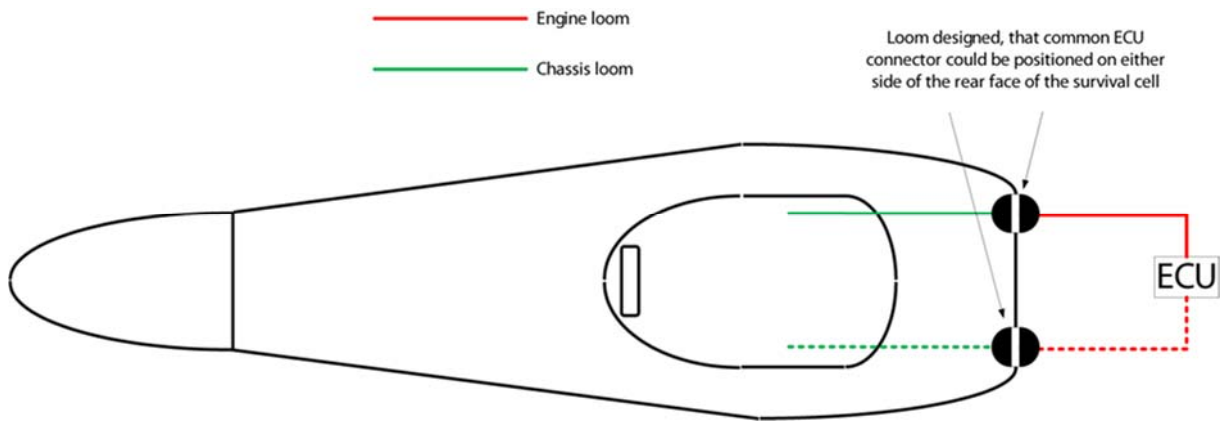 Engine loom
Chassis loom
Loom designed, that common ECU
connector could be positioned on either
side of the rear face of the survival cell
ECU